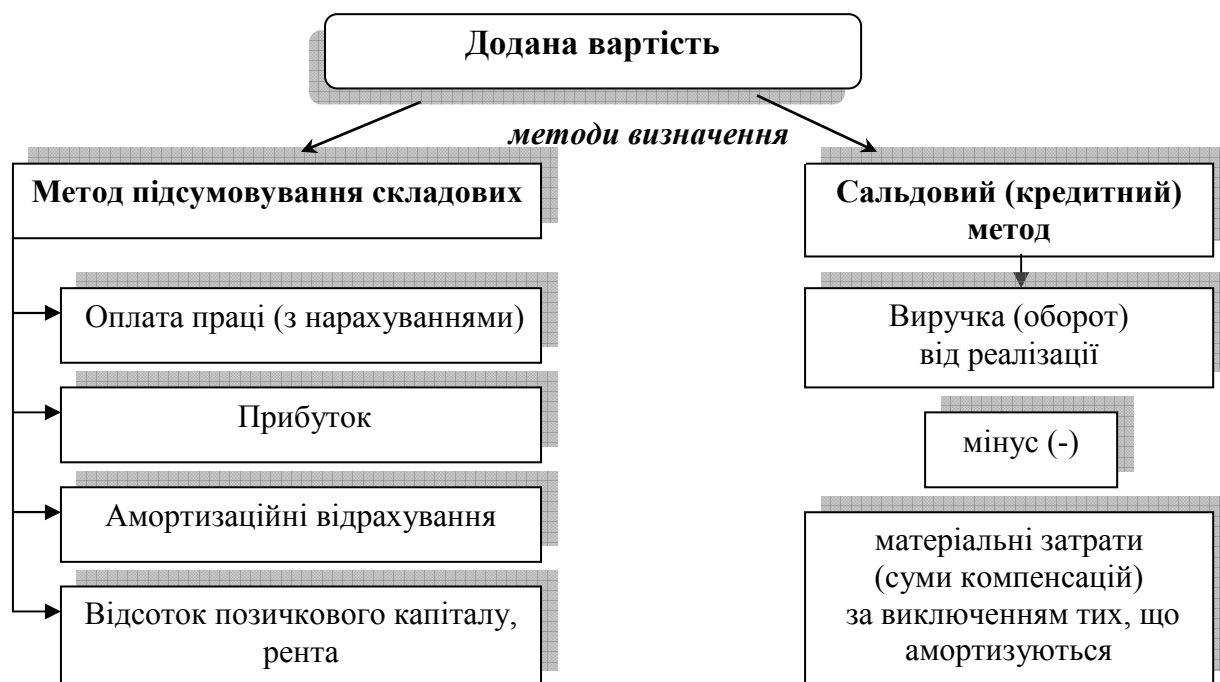 Додана вартість
методи визначення
Метод підсумовування складових
Оплата праці (з нарахуваннями)
Прибуток
Амортизаційні відрахування
Відсоток позичкового капіталу,
рента
Сальдовий (кредитний)
метод
Виручка (оборот)
від реалізації
мінус (-)
матеріальні затрати
(суми компенсацій)
за виключенням тих, що
амортизуються